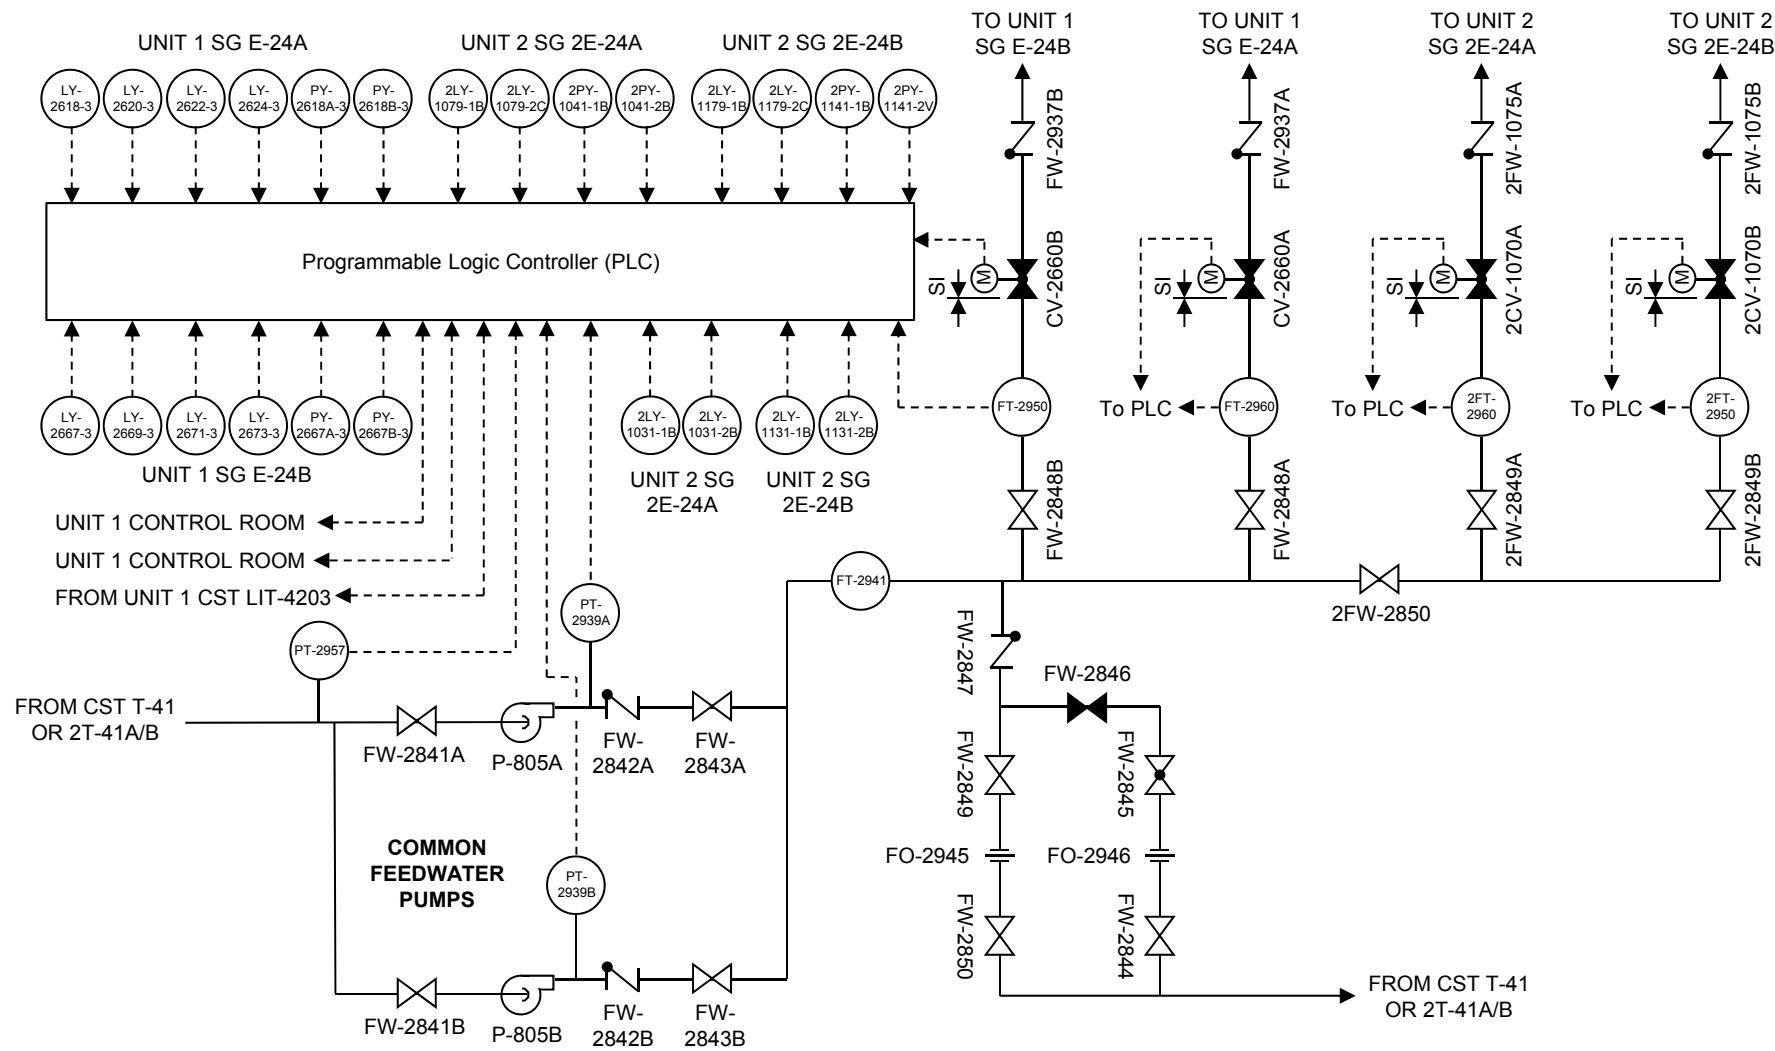 TO UNIT 1
SG E-24B
TO UNIT 1
SG E-24A
TO UNIT 2
SG 2E-24A
TO UNIT 2
SG 2E-24B
UNIT 1 SG E-24A
UNIT 2 SG 2E-24A
UNIT 2 SG 2E-24B
LY-
2618-3
LY-
2620-3
LY-
2622-3
LY-
2624-3
PY-
2618A-3
PY-
2618B-3
2LY-
1079-1B
2LY-
1079-2C
2PY-
1041-1B
2PY-
1041-2B
2LY-
1179-1B
2LY-
1179-2C
2PY-
1141-1B
2PY-
1141-2V
FW-2937B
FW-2937A
2FW-1075A
2FW-1075B
Programmable Logic Controller (PLC)
SI
M
CV-2660B
SI
M
CV-2660A
SI
M
2CV-1070A
SI
M
2CV-1070B
LY-
2667-3
LY-
2669-3
LY-
2671-3
LY-
2673-3
PY-
2667A-3
PY-
2667B-3
2LY-
1031-1B
2LY-
1031-2B
2LY-
1131-1B
2LY-
1131-2B
FT-2950
To PLC
FT-2960
To PLC
2FT-
2960
To PLC
2FT-
2950
UNIT 1 SG E-24B
UNIT 2 SG
2E-24A
UNIT 2 SG
2E-24B
FW-2848B
FW-2848A
2FW-2849A
2FW-2849B
UNIT 1 CONTROL ROOM
UNIT 1 CONTROL ROOM
FROM UNIT 1 CST LIT-4203
FT-2941
2FW-2850
PT-
2939A
PT-2957
FW-2847
FW-2846
FROM CST T-41
OR 2T-41A/B
FW-2841A
P-805A
FW-
2842A
FW-
2843A
FW-2849
FW-2845
COMMON
FEEDWATER
PUMPS
FO-2945
FO-2946
PT-
2939B
FW-2850
FW-2844
FW-2841B
P-805B
FW-
2842B
FW-
2843B
FROM CST T-41
OR 2T-41A/B